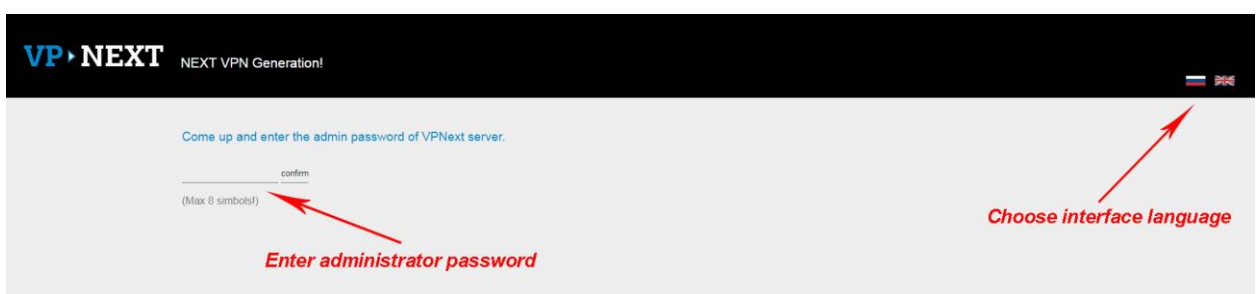 VP NEXT NEXT VPN Generation!
Come up and enter the admin password of VPNext server.
confirm
(Max 8 simbols!)
Choose interface language
Enter administrator password